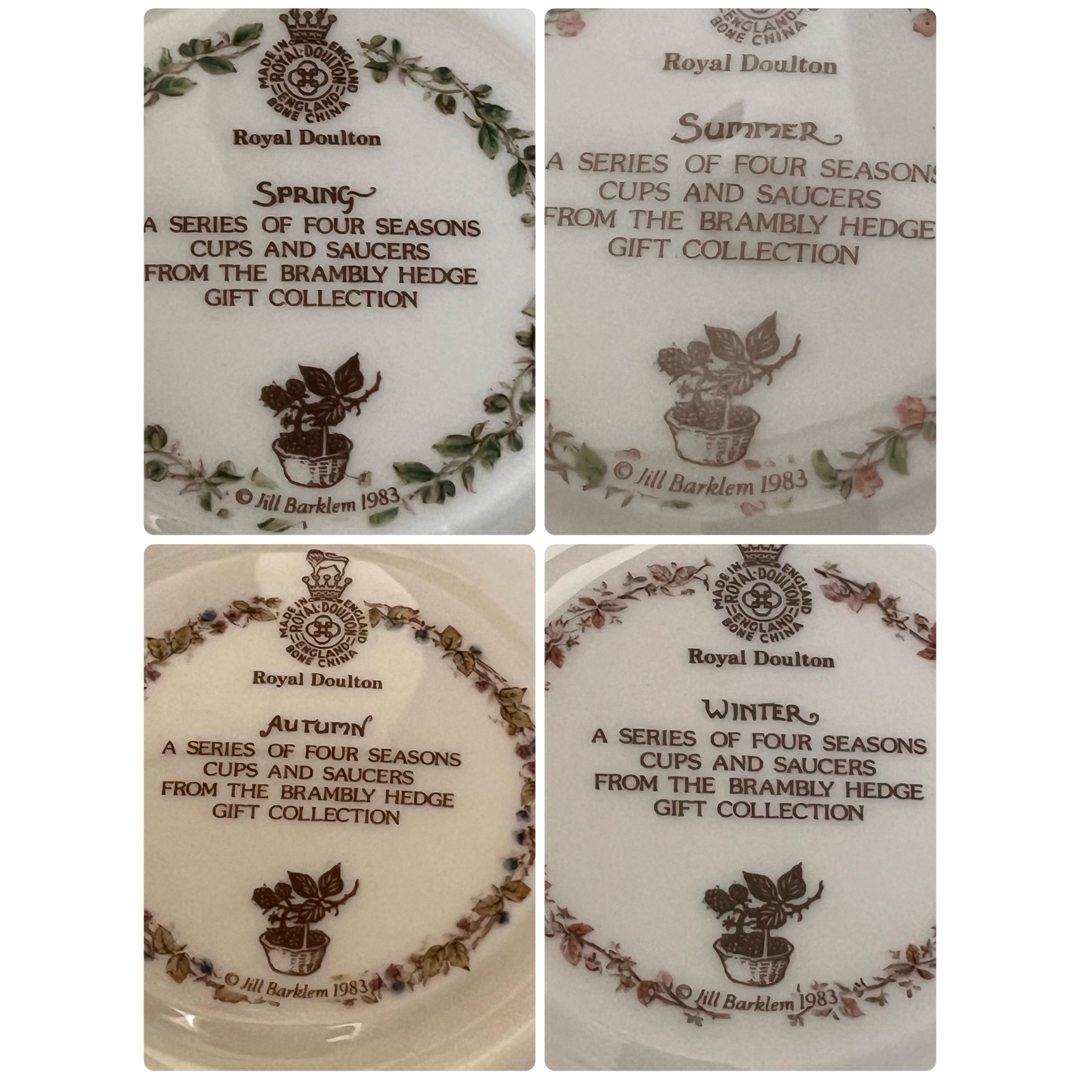 MADE IN ENGLAND
ROYAL·DOULTON
ENGLAND
BONE CHINA
Royal Doulton
SPRING
A SERIES OF FOUR SEASONS
CUPS AND SAUCERS
FROM THE BRAMBLY HEDGE
GIFT COLLECTION
© Jill Barklem 1983
ENGLAND
BONE CHINA
Royal Doulton
SUMMER
A SERIES OF FOUR SEASONS
CUPS AND SAUCERS
FROM THE BRAMBLY HEDGE
GIFT COLLECTION
© Jill Barklem 1983
MADE IN ENGLAND
ROYAL·DOULTON
ENGLAND
BONE CHINA
Royal Doulton
AUTUMN
A SERIES OF FOUR SEASONS
CUPS AND SAUCERS
FROM THE BRAMBLY HEDGE
GIFT COLLECTION
© Jill Barklem 1983
MADE IN ENGLAND
ROYAL·DOULTON
ENGLAND
BONE CHINA
Royal Doulton
WINTER
A SERIES OF FOUR SEASONS
CUPS AND SAUCERS
FROM THE BRAMBLY HEDGE
GIFT COLLECTION
© Jill Barklem 1983